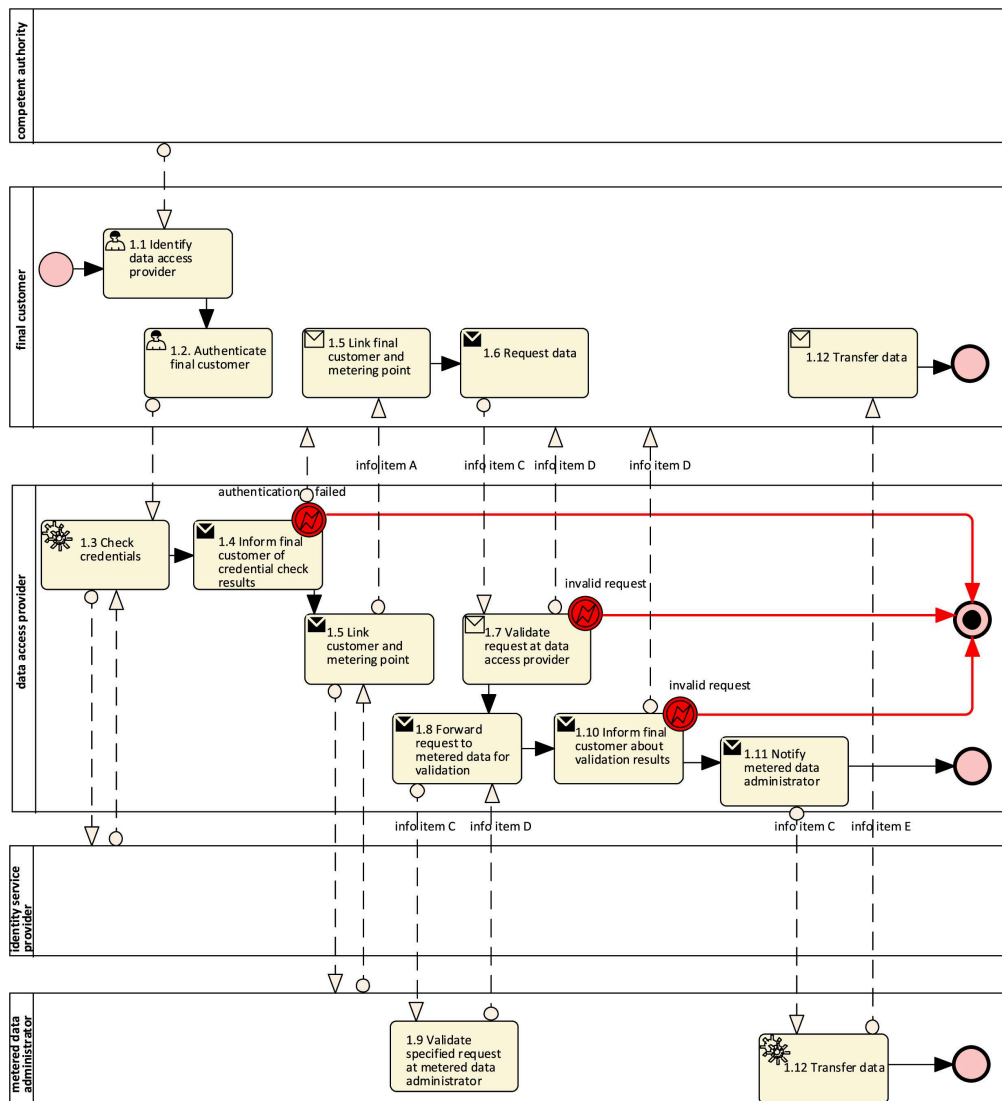 competent authority
final customer
1.1 Identify
data access
provider
1.2. Authenticate
final customer
1.5 Link final
customer and
metering point
1.6 Request data
1.12 Transfer data
info item A
info item C
info item D
info item D
data access provider
authentication failed
1.3 Check
credentials
1.4 Inform final
customer of
credential check
results
invalid request
1.5 Link
customer and
metering point
1.7 Validate
request at data
access provider
invalid request
1.8 Forward
request to
metered data for
validation
1.10 Inform final
customer about
validation results
1.11 Notify
metered data
administrator
info item C
info item D
info item C
info item E
identity service
provider
metered data
administrator
1.9 Validate
specified request
at metered data
administrator
1.12 Transfer data